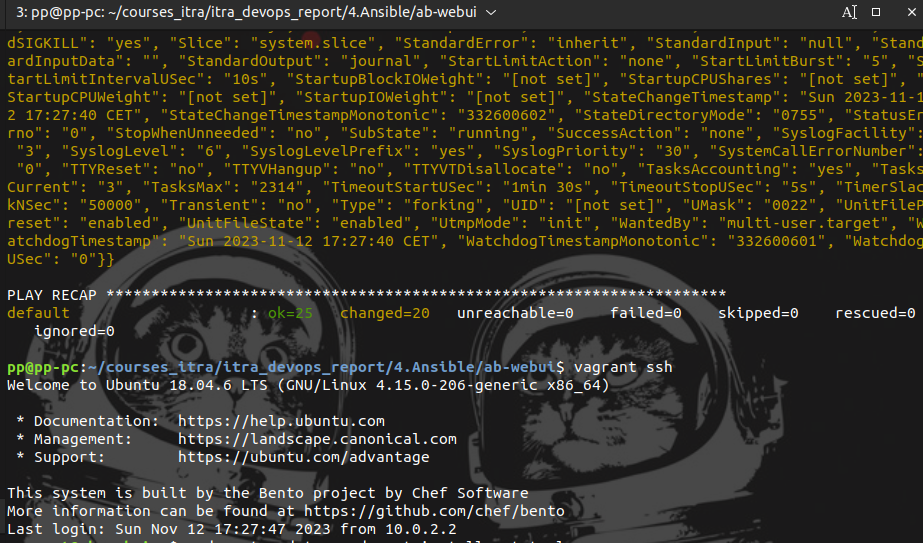 3: pp@pp-pc: ~/courses_itra/itra_devops_report/4.Ansible/ab-webui
dSIGKILL": "yes", "Slice": "system.slice", "StandardError": "inherit", "StandardInput": "null", "Stand
ardInputData": "", "StandardOutput": "journal", "StartLimitAction": "none", "StartLimitBurst": "5", "S
tartLimitIntervalUSec": "10s", "StartupBlockIOWeight": "[not set]", "StartupCPUShares": "[not set]", "
StartupCPUWeight": "[not set]", "StartupIOWeight": "[not set]", "StateChangeTimestamp": "Sun 2023-11-1
2 17:27:40 CET", "StateChangeTimestampMonotonic": "332600602", "StateDirectoryMode": "0755", "StatusEr
rno": "0", "StopWhenUnneeded": "no", "SubState": "running", "SuccessAction": "none", "SyslogFacility":
"3", "SyslogLevel": "6", "SyslogLevelPrefix": "yes", "SyslogPriority": "30", "SystemCallErrorNumber":
"0", "TTYReset": "no", "TTYVHangup": "no", "TTYVTDisallocate": "no", "TasksAccounting": "yes", "Tasks
Current": "3", "TasksMax": "2314", "TimeoutStartUSec": "1min 30s", "TimeoutStopUSec": "5s", "TimerSlac
kNSec": "50000", "Transient": "no", "Type": "forking", "UID": "[not set]", "UMask": "0022", "UnitFileP
reset": "enabled", "UnitFileState": "enabled", "UtmpMode": "init", "WantedBy": "multi-user.target", "W
atchdogTimestamp": "Sun 2023-11-12 17:27:40 CET", "WatchdogTimestampMonotonic": "332600601", "Watchdog
USec": "0"}}
PLAY RECAP *********************************************************************
default : ok=25 changed=20 unreachable=0 failed=0 skipped=0 rescued=0
ignored=0
pp@pp-pc:~/courses_itra/itra_devops_report/4.Ansible/ab-webui$ vagrant ssh
Welcome to Ubuntu 18.04.6 LTS (GNU/Linux 4.15.0-206-generic x86_64)
* Documentation: https://help.ubuntu.com
* Management: https://landscape.canonical.com
* Support: https://ubuntu.com/advantage
This system is built by the Bento project by Chef Software
More information can be found at https://github.com/chef/bento
Last login: Sun Nov 12 17:27:47 2023 from 10.0.2.2